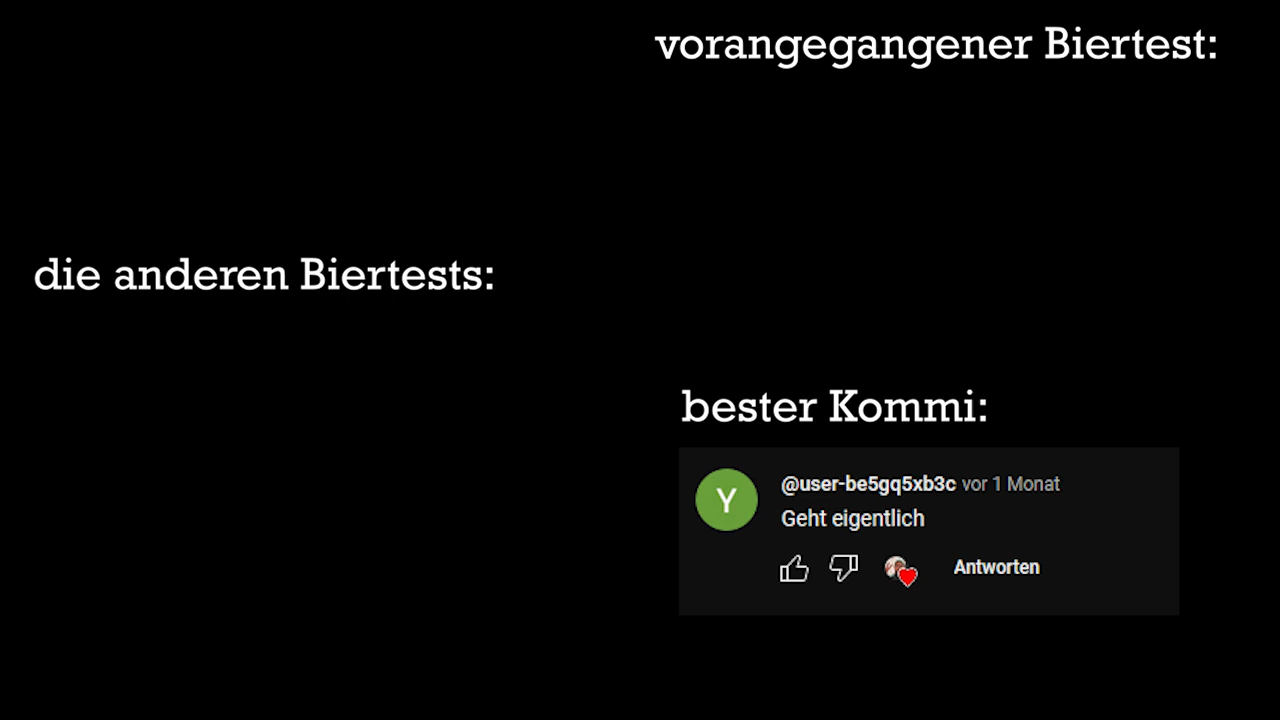 vorangegangener Biertest:
die anderen Biertests:
bester Kommi:
Y
@user-be5gq5xb3c vor 1 Monat
Geht eigentlich
Antworten